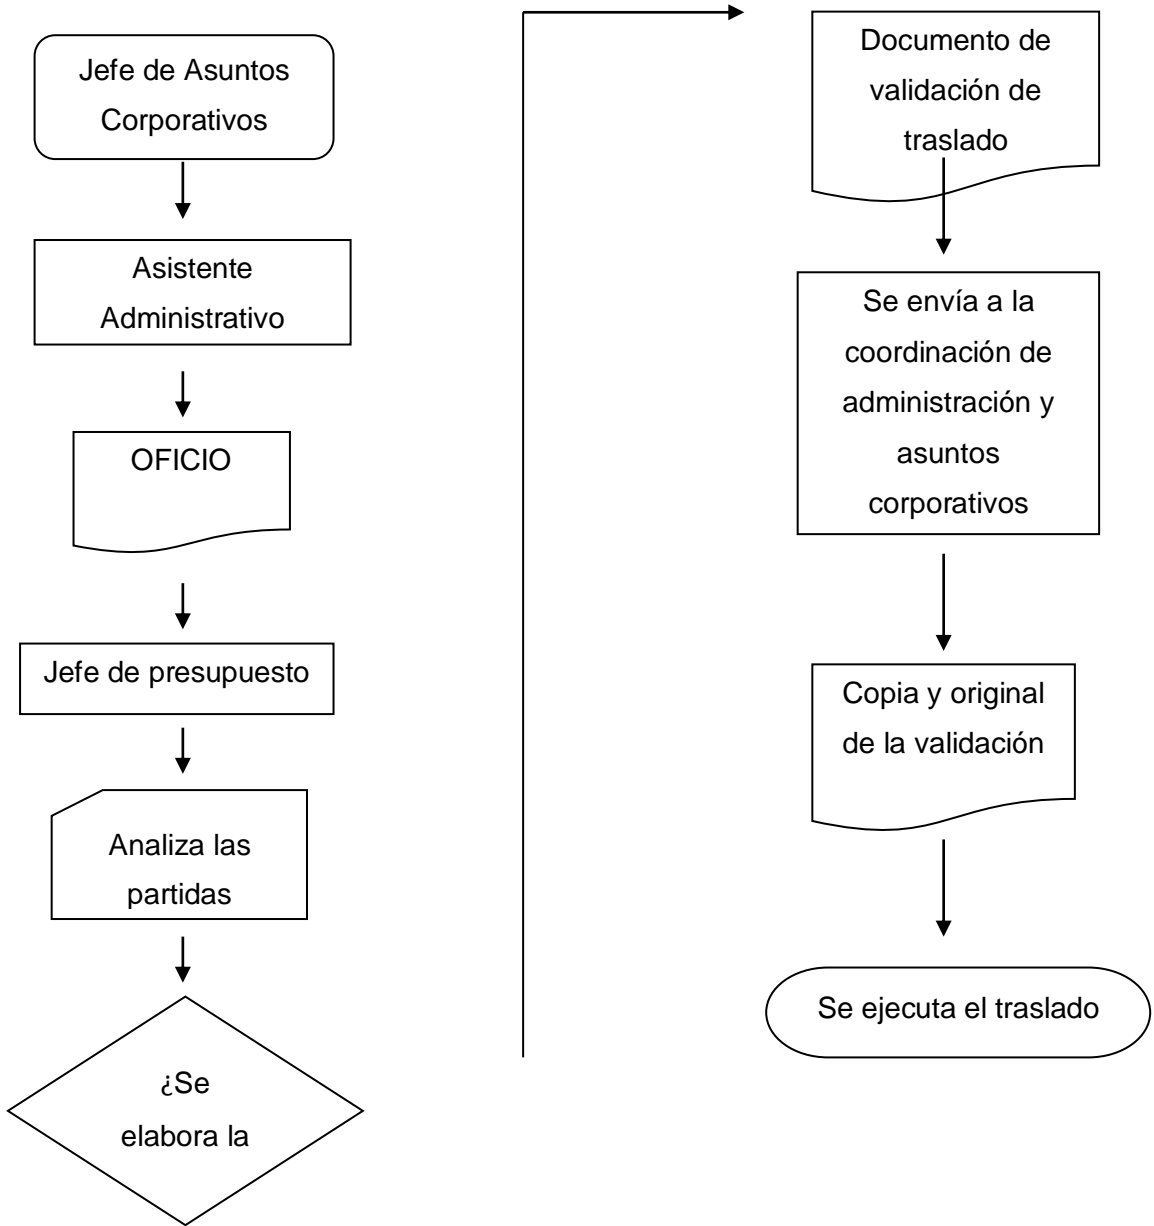 Jefe de Asuntos
Corporativos
Asistente
Administrativo
OFICIO
Jefe de presupuesto
Analiza las
partidas
¿Se
elabora la
Documento de
validación de
traslado
Se envía a la
coordinación de
administración y
asuntos
corporativos
Copia y original
de la validación
Se ejecuta el traslado